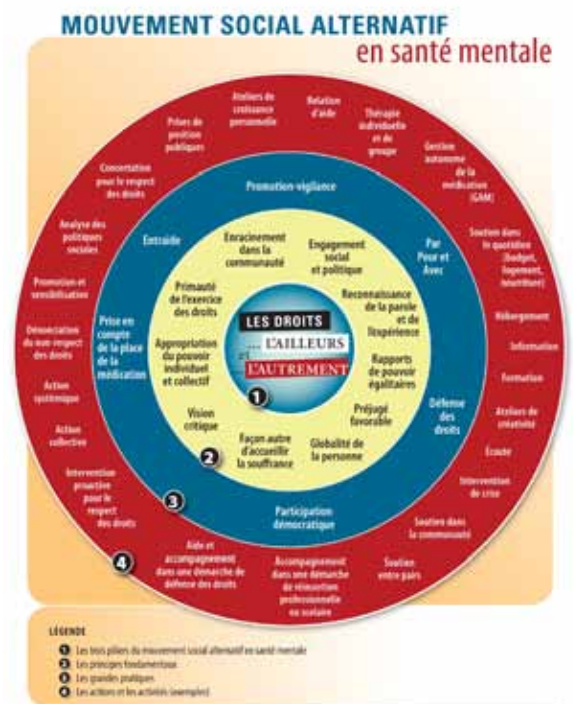 MOUVEMENT SOCIAL ALTERNATIF
en santé mentale
Ateliers de
croissance
personnelle
Relation
d'aide
Thérapie
individuelle
et de
groupe
Gestion
autonome
de la
médication
(GAM)
Soutien dans
le quotidien
(budget,
logement,
nourriture)
Hébergement
Information
Formation
Ateliers de
créativité
Écoute
Intervention
de crise
Soutien dans
la communauté
Soutien
entre pairs
Accompagnement
dans une démarche
de réinsertion
professionnelle
ou scolaire
Aide et
accompagnement
dans une démarche de
défense des droits
Intervention
proactive
pour le
respect
des droits
Action
collective
Action
systémique
Dénonciation
du non-respect
des droits
Promotion et
sensibilisation
Analyse des
politiques
sociales
Concertation
pour le respect
des droits
Prises de
position
publiques
Promotion-vigilance
Par
Pour et
Avec
Défense
des
droits
Participation
démocratique
Prise en
compte
de la place
de la
médication
Entraide
Enracinement
dans la
communauté
Engagement
social
et politique
Reconnaissance
de la parole
et de
l'expérience
Rapports
de pouvoir
égalitaires
Préjugé
favorable
Globalité de
la personne
Façon autre
d'accueillir
la souffrance
Vision
critique
Appropriation
du pouvoir
individuel
et collectif
Primauté
de l'exercice
des droits
LES DROITS
... L'AILLEURS
et
L'AUTREMENT
1
2
3
4
LÉGENDE
1 Les trois piliers du mouvement social alternatif en santé mentale
2 Les principes fondamentaux
3 Les grandes pratiques
4 Les actions et les activités (exemples)